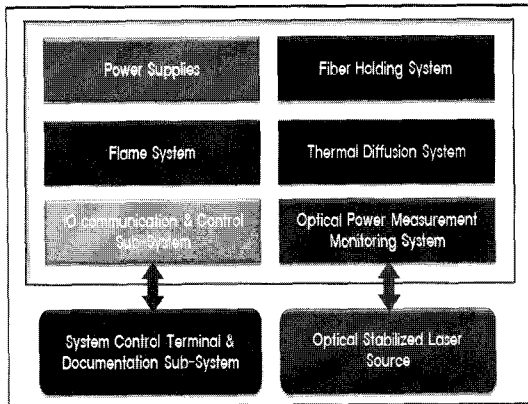 Power Supplies
Fiber Holding System
Flame System
Thermal Diffusion System
IO communication & Control
Sub-System
Optical Power Measurement
Monitoring System
System Control Terminal &
Documentation Sub-System
Optical Stabilized Laser
Source